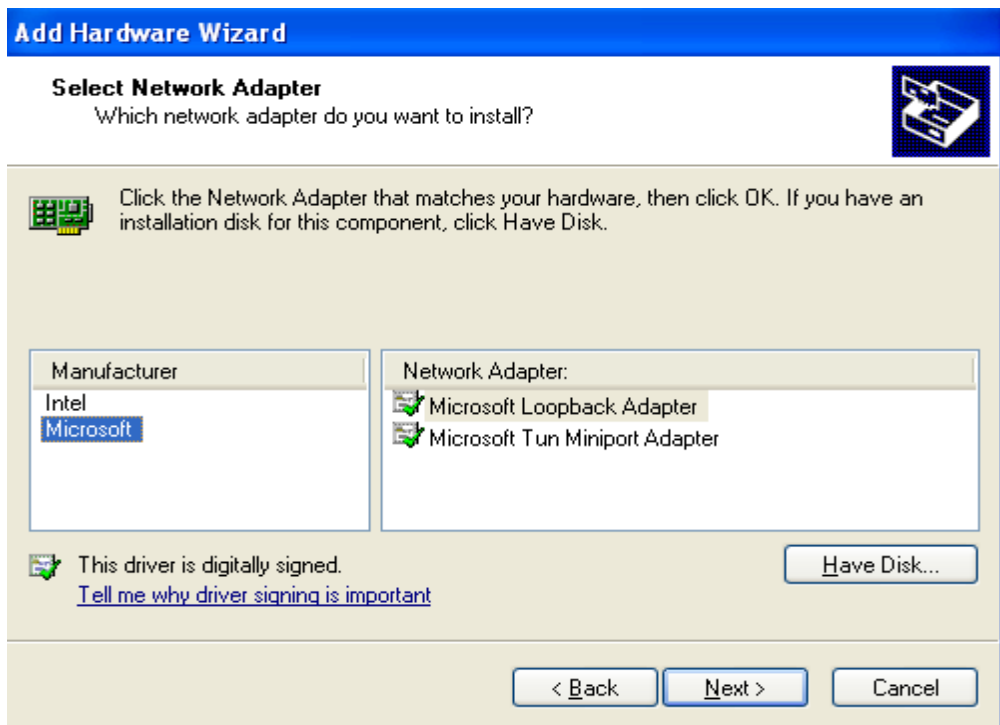 Add Hardware Wizard
Select Network Adapter
Which network adapter do you want to install?
Click the Network Adapter that matches your hardware, then click OK. If you have an
installation disk for this component, click Have Disk.
Manufacturer
Intel
Microsoft
Network Adapter:
Microsoft Loopback Adapter
Microsoft Tun Miniport Adapter
This driver is digitally signed.
Tell me why driver signing is important
Have Disk...
< Back
Next >
Cancel